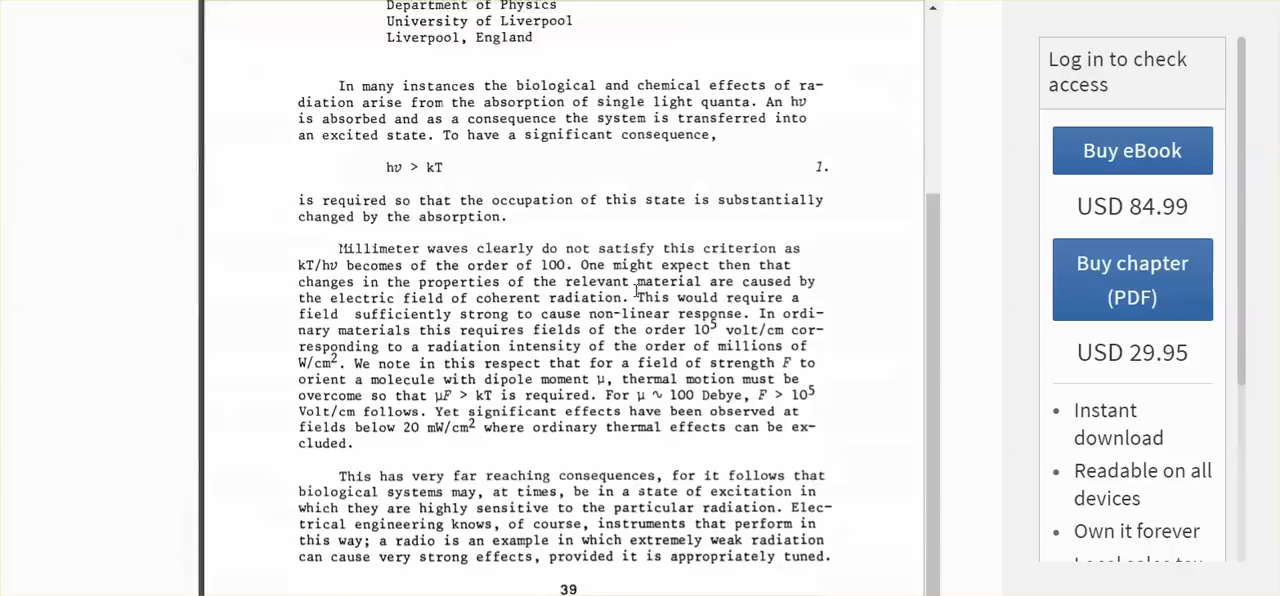 Department of Physics
University of Liverpool
Liverpool, England
In many instances the biological and chemical effects of ra-
diation arise from the absorption of single light quanta. An hν
is absorbed and as a consequence the system is transferred into
an excited state. To have a significant consequence,
hν > kT 1.
is required so that the occupation of this state is substantially
changed by the absorption.
Millimeter waves clearly do not satisfy this criterion as
kT/hν becomes of the order of 100. One might expect then that
changes in the properties of the relevant material are caused by
the electric field of coherent radiation. This would require a
field sufficiently strong to cause non-linear response. In ordi-
nary materials this requires fields of the order 10⁵ volt/cm cor-
responding to a radiation intensity of the order of millions of
W/cm². We note in this respect that for a field of strength F to
orient a molecule with dipole moment μ, thermal motion must be
overcome so that μF > kT is required. For μ ∿ 100 Debye, F > 10⁵
Volt/cm follows. Yet significant effects have been observed at
fields below 20 mW/cm² where ordinary thermal effects can be ex-
cluded.
This has very far reaching consequences, for it follows that
biological systems may, at times, be in a state of excitation in
which they are highly sensitive to the particular radiation. Elec-
trical engineering knows, of course, instruments that perform in
this way; a radio is an example in which extremely weak radiation
can cause very strong effects, provided it is appropriately tuned.
39
Log in to check
access
Buy eBook
USD 84.99
Buy chapter
(PDF)
USD 29.95
• Instant
download
• Readable on all
devices
• Own it forever